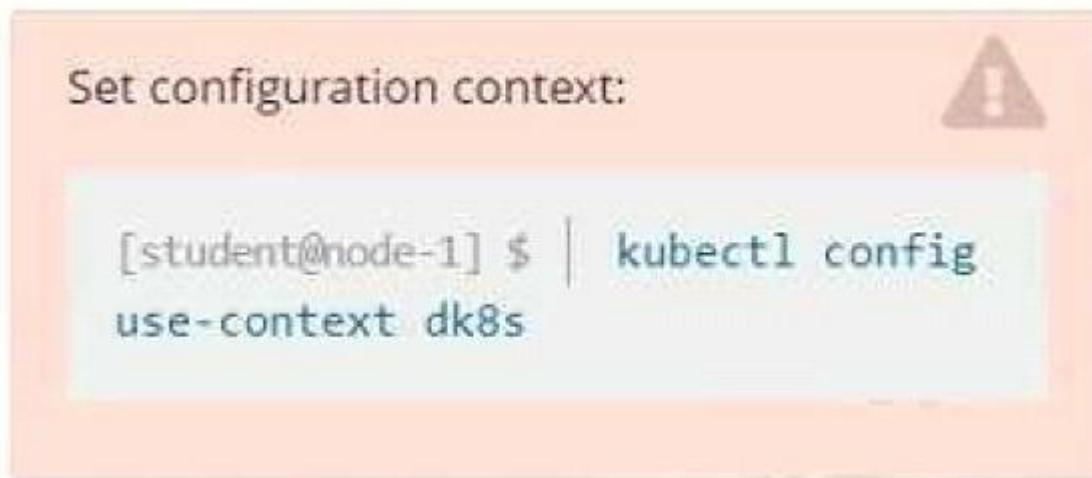 Set configuration context:
[student@node-1] $ | kubectl config
use-context dk8s